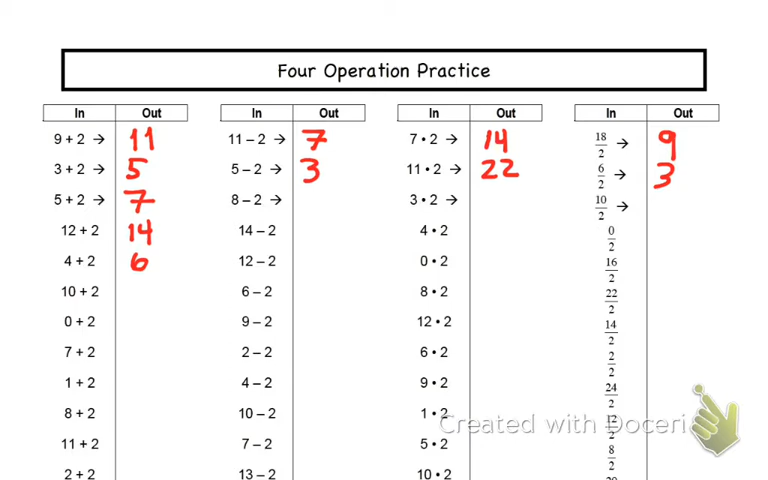 Four Operation Practice
In Out In Out In Out In Out
9 + 2 → 11 11 – 2 → 7 7 • 2 → 14 18/2 → 9
3 + 2 → 5 5 – 2 → 3 11 • 2 → 22 6/2 → 3
5 + 2 → 7 8 – 2 → 3 • 2 → 10/2 →
12 + 2 14 14 – 2 4 • 2 0/2
4 + 2 6 12 – 2 0 • 2 16/2
10 + 2 6 – 2 8 • 2 22/2
0 + 2 9 – 2 12 • 2 14/2
7 + 2 2 – 2 6 • 2 2/2
1 + 2 4 – 2 9 • 2 24/2
8 + 2 10 – 2 1 • 2 12/2
Created with Doceri
11 + 2 7 – 2 5 • 2 8/2
2 + 2 13 – 2 10 • 2